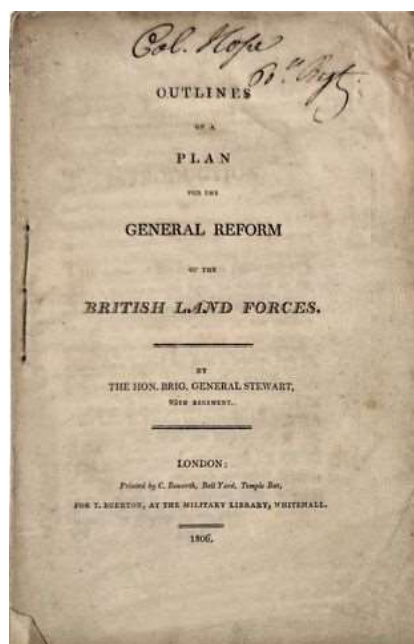 Col. Hope
60th Regt.
OUTLINES
OF A
PLAN
FOR THE
GENERAL REFORM
OF THE
BRITISH LAND FORCES.
BY
THE HON. BRIG. GENERAL STEWART,
95TH REGIMENT.
LONDON:
Printed by C. Roworth, Bell Yard, Temple Bar,
FOR T. EGERTON, AT THE MILITARY LIBRARY, WHITEHALL.
1806.